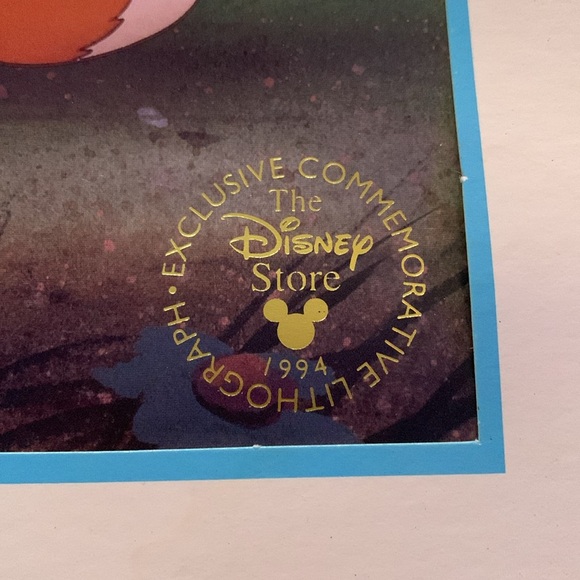 • EXCLUSIVE COMMEMORATIVE LITHOGRAPH
The
Disney
Store
1994